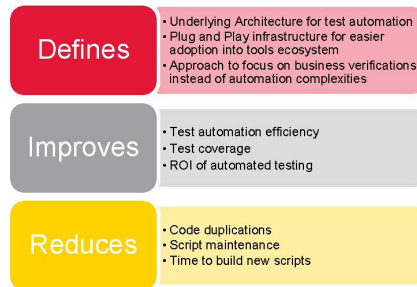 Defines
• Underlying Architecture for test automation
• Plug and Play infrastructure for easier
adoption into tools ecosystem
• Approach to focus on business verifications
instead of automation complexities
Improves
• Test automation efficiency
• Test coverage
• ROI of automated testing
Reduces
• Code duplications
• Script maintenance
• Time to build new scripts